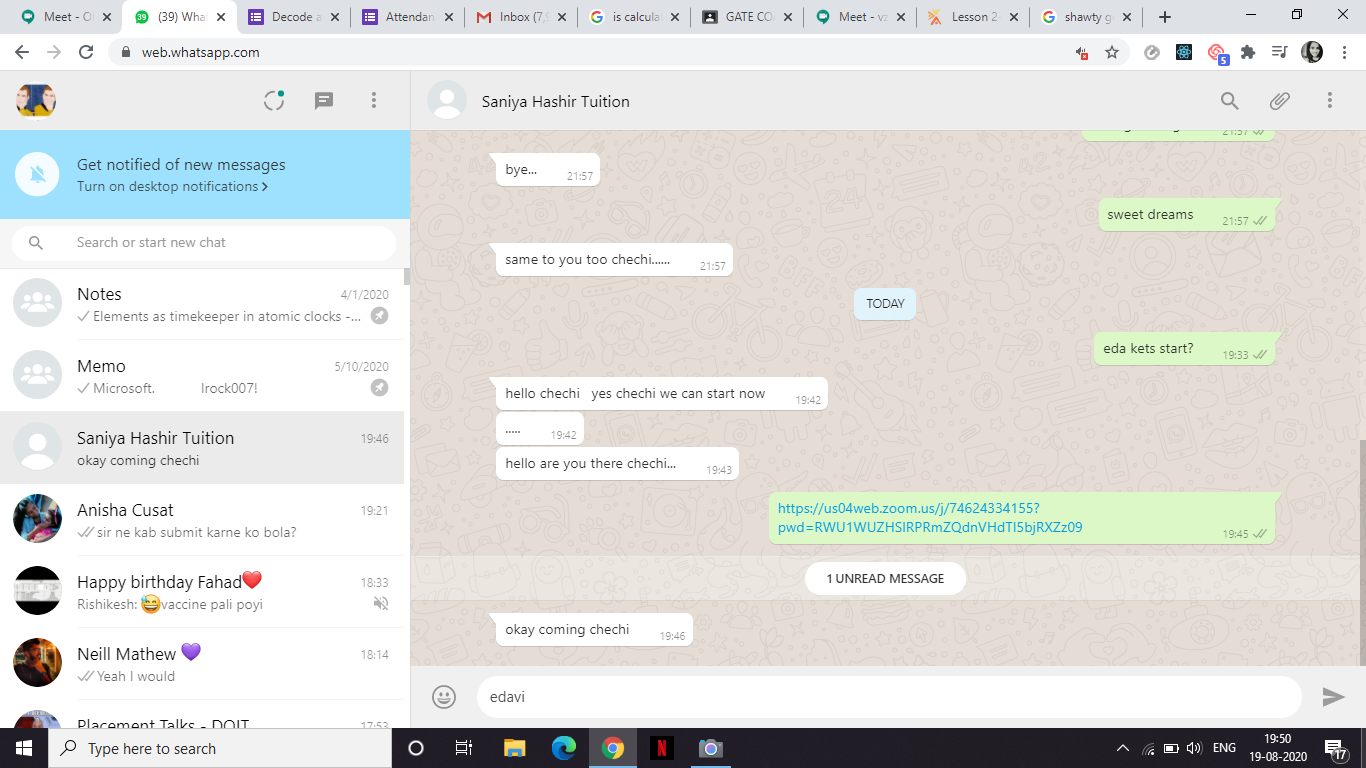 Meet - O
(39) What
Decode a
Attendan
Inbox (7,
is calcula
GATE CO
Meet - vz
Lesson 2
shawty g
web.whatsapp.com
5
Saniya Hashir Tuition
Get notified of new messages
Turn on desktop notifications >
Search or start new chat
Notes 4/1/2020
Elements as timekeeper in atomic clocks -...
Memo 5/10/2020
Microsoft. lrock007!
Saniya Hashir Tuition 19:46
okay coming chechi
Anisha Cusat 19:21
sir ne kab submit karne ko bola?
Happy birthday Fahad❤️ 18:33
Rishikesh: 😅vaccine pali poyi
Neill Mathew 💜 18:14
Yeah I would
Placement Talks - DOIT 17:53
21:57
bye... 21:57
sweet dreams 21:57
same to you too chechi...... 21:57
TODAY
eda kets start? 19:33
hello chechi yes chechi we can start now 19:42
..... 19:42
hello are you there chechi... 19:43
https://us04web.zoom.us/j/74624334155?
pwd=RWU1WUZHSlRPRmZQdnVHdTI5bjRXZz09 19:45
1 UNREAD MESSAGE
okay coming chechi 19:46
edavi
Type here to search
N
ENG
19:50
19-08-2020
17